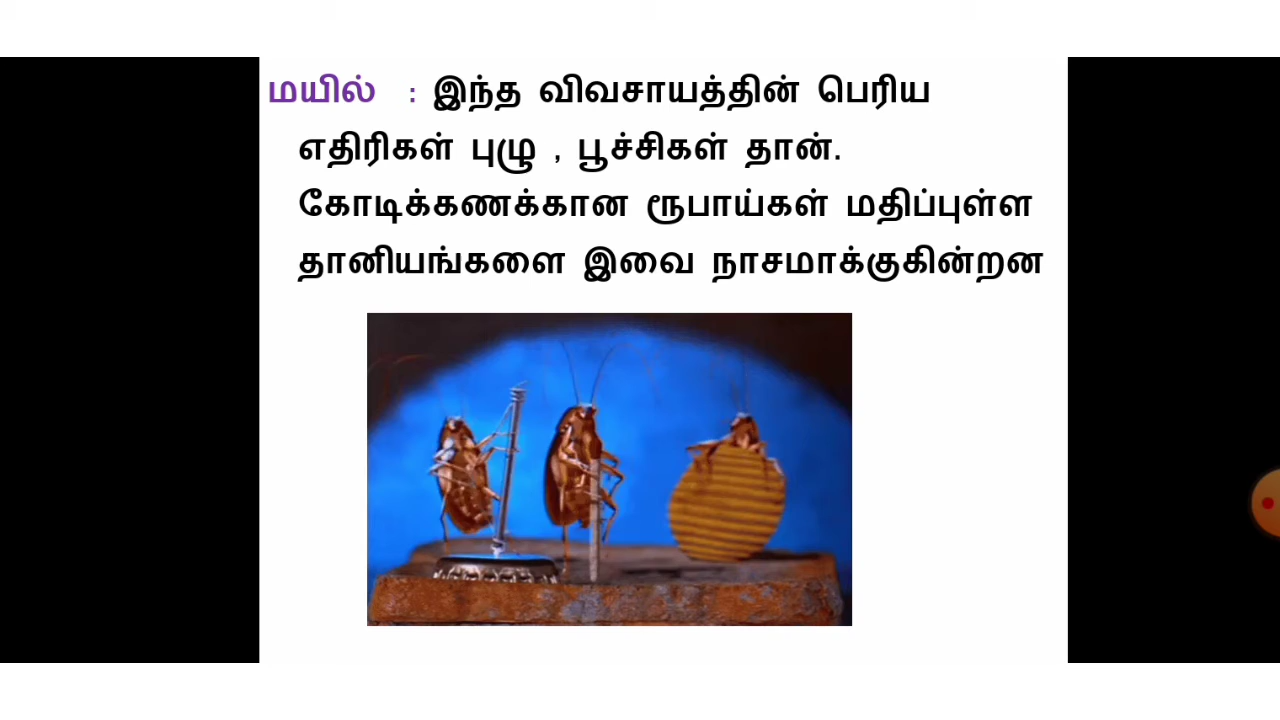 மயில் : இந்த விவசாயத்தின் பெரிய
எதிரிகள் புழு , பூச்சிகள் தான்.
கோடிக்கணக்கான ரூபாய்கள் மதிப்புள்ள
தானியங்களை இவை நாசமாக்குகின்றன